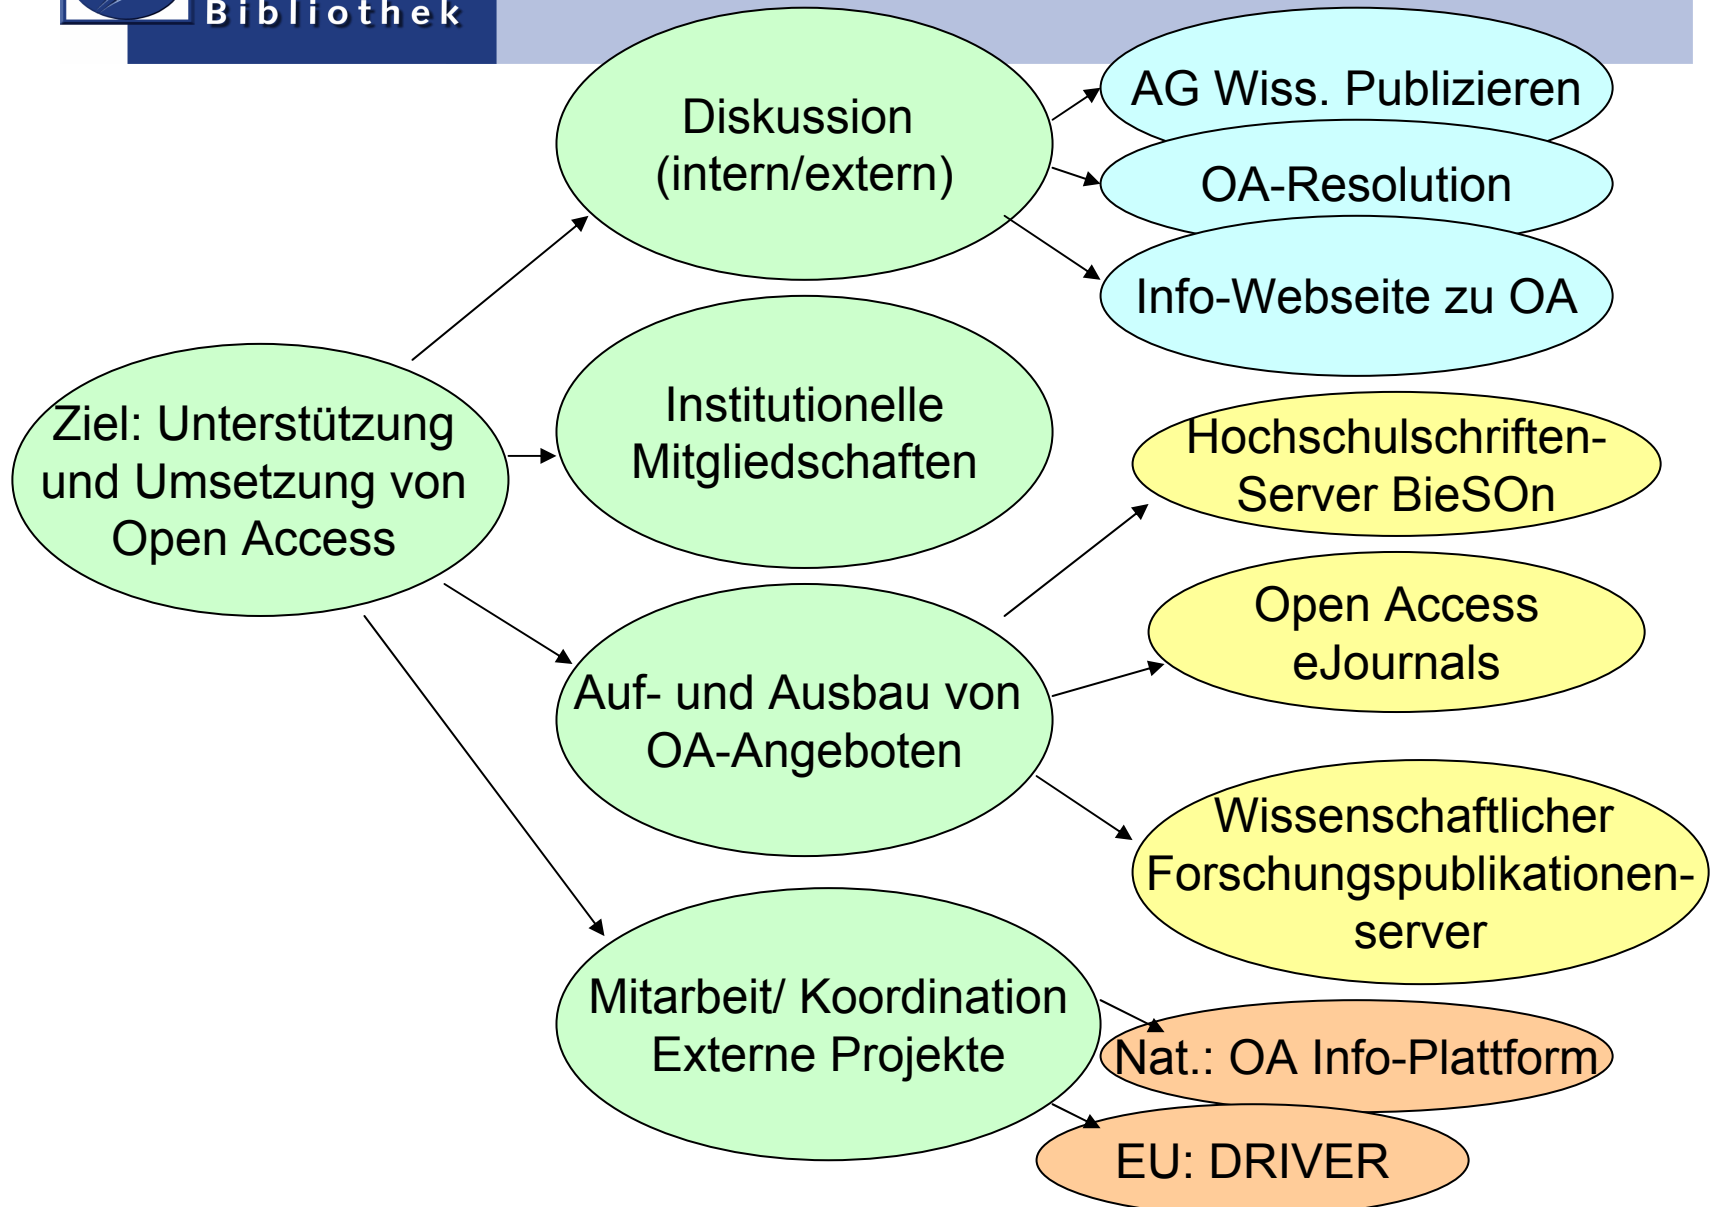 Bibliothek
Diskussion
(intern/extern)
AG Wiss. Publizieren
OA-Resolution
Info-Webseite zu OA
Ziel: Unterstützung
und Umsetzung von
Open Access
Institutionelle
Mitgliedschaften
Auf- und Ausbau von
OA-Angeboten
Hochschulschriften-
Server BieSOn
Open Access
eJournals
Wissenschaftlicher
Forschungspublikationen-
server
Mitarbeit/ Koordination
Externe Projekte
Nat.: OA Info-Plattform
EU: DRIVER